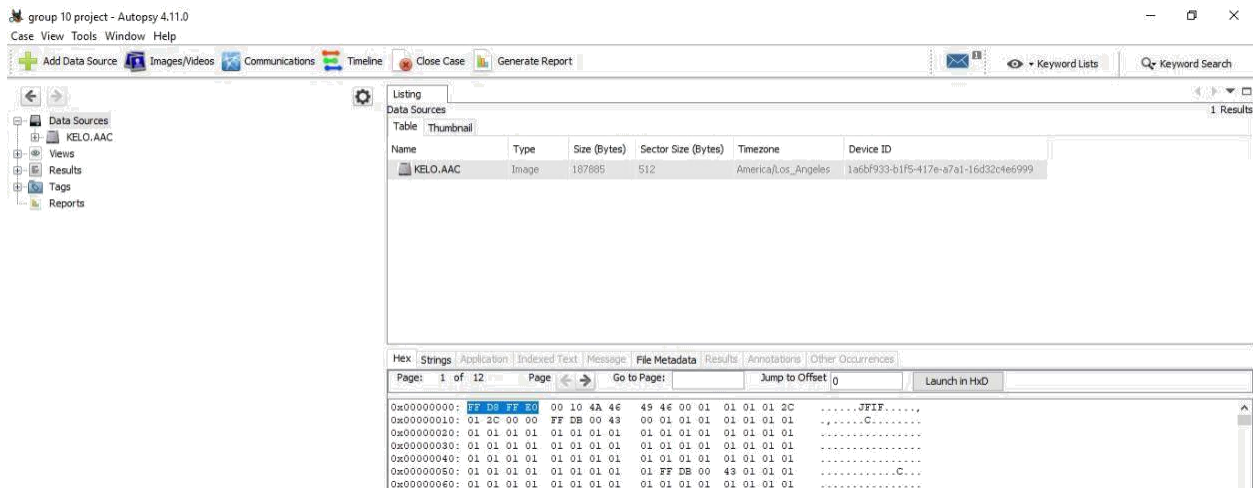 group 10 project - Autopsy 4.11.0
Case View Tools Window Help
Add Data Source Images/Videos Communications Timeline Close Case Generate Report 1 Keyword Lists Keyword Search
Data Sources
KELO.AAC
Views
Results
Tags
Reports
Listing
Data Sources 1 Results
Table Thumbnail
Name Type Size (Bytes) Sector Size (Bytes) Timezone Device ID
KELO.AAC Image 187885 512 America/Los_Angeles 1a6bf933-b1f5-417e-a7a1-16d32c4e6999
Hex Strings Application Indexed Text Message File Metadata Results Annotations Other Occurrences
Page: 1 of 12 Page Go to Page: Jump to Offset 0 Launch in HxD
0x00000000: FF D8 FF E0 00 10 4A 46 49 46 00 01 01 01 01 2C ......JFIF.....,
0x00000010: 01 2C 00 00 FF DB 00 43 00 01 01 01 01 01 01 01 .,.....C........
0x00000020: 01 01 01 01 01 01 01 01 01 01 01 01 01 01 01 01 ................
0x00000030: 01 01 01 01 01 01 01 01 01 01 01 01 01 01 01 01 ................
0x00000040: 01 01 01 01 01 01 01 01 01 01 01 01 01 01 01 01 ................
0x00000050: 01 01 01 01 01 01 01 01 01 FF DB 00 43 01 01 01 ............C...
0x00000060: 01 01 01 01 01 01 01 01 01 01 01 01 01 01 01 01 ................